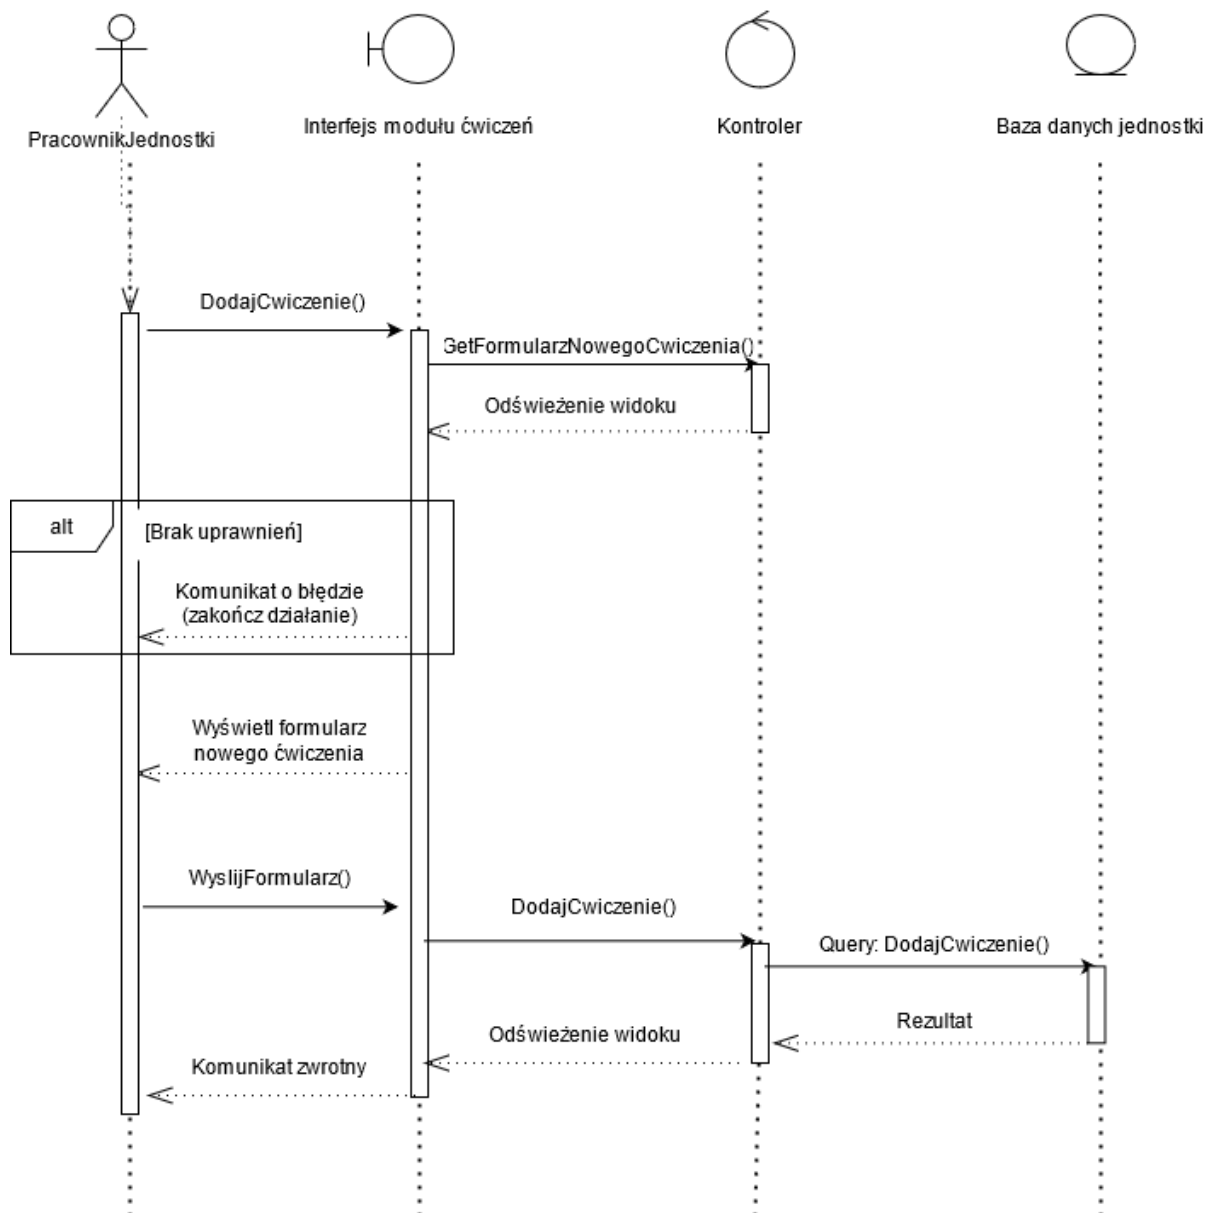 PracownikJednostki
Interfejs modułu ćwiczeń
Kontroler
Baza danych jednostki
DodajCwiczenie()
GetFormularzNowegoCwiczenia()
Odświeżenie widoku
alt
[Brak uprawnień]
Komunikat o błędzie
(zakończ działanie)
Wyświetl formularz
nowego ćwiczenia
WyslijFormularz()
DodajCwiczenie()
Query: DodajCwiczenie()
Rezultat
Odświeżenie widoku
Komunikat zwrotny